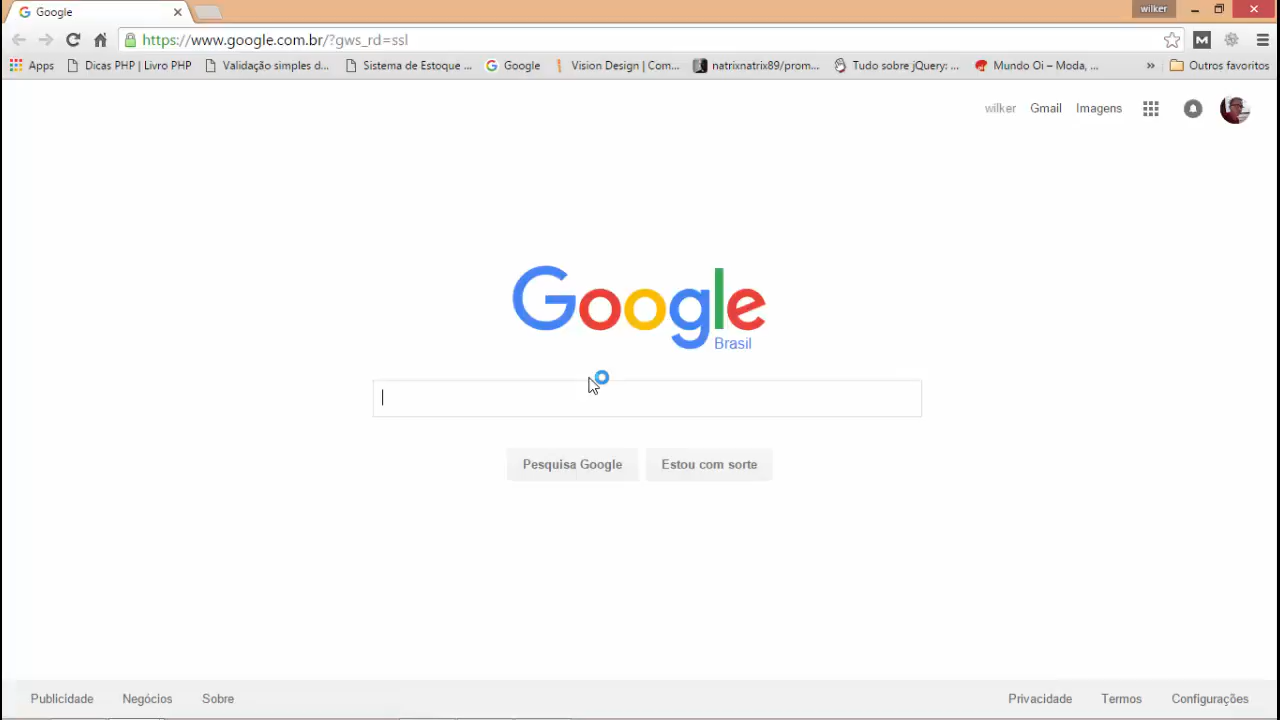 Google
wilker
https://www.google.com.br/?gws_rd=ssl
M
Apps Dicas PHP | Livro PHP Validação simples d... Sistema de Estoque ... Google Vision Design | Com... natrixnatrix89/prom... Tudo sobre jQuery: ... Mundo Oi – Moda, ... » Outros favoritos
wilker Gmail Imagens
Google
Brasil
Pesquisa Google Estou com sorte
Publicidade Negócios Sobre Privacidade Termos Configurações